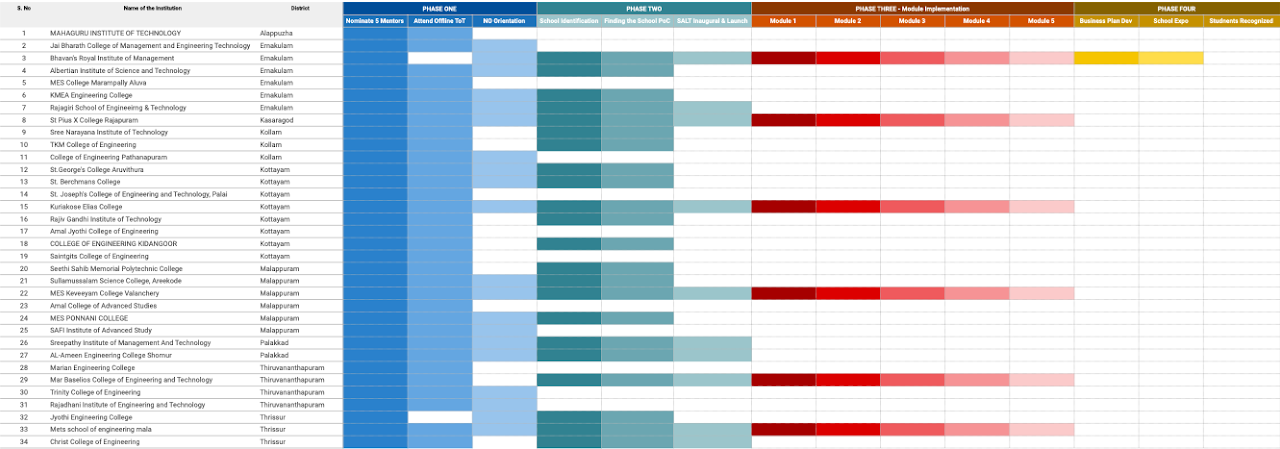 S. No Name of the Institution District PHASE ONE PHASE TWO PHASE THREE - Module Implementation PHASE FOUR
Nominate 5 Mentors Attend Offline ToT NO Orientation School Identification Finding the School PoC SALT Inaugural & Launch Module 1 Module 2 Module 3 Module 4 Module 5 Business Plan Dev School Expo Students Recognized
1 MAHAGURU INSTITUTE OF TECHNOLOGY Alappuzha
2 Jai Bharath College of Management and Engineering Technology Ernakulam
3 Bhavan's Royal Institute of Management Ernakulam
4 Albertian Institute of Science and Technology Ernakulam
5 MES College Marampally Aluva Ernakulam
6 KMEA Engineering College Ernakulam
7 Rajagiri School of Engineeirng & Technology Ernakulam
8 St Pius X College Rajapuram Kasaragod
9 Sree Narayana Institute of Technology Kollam
10 TKM College of Engineering Kollam
11 College of Engineering Pathanapuram Kollam
12 St.George's College Aruvithura Kottayam
13 St. Berchmans College Kottayam
14 St. Joseph's College of Engineering and Technology, Palai Kottayam
15 Kuriakose Elias College Kottayam
16 Rajiv Gandhi Institute of Technology Kottayam
17 Amal Jyothi College of Engineering Kottayam
18 COLLEGE OF ENGINEERING KIDANGOOR Kottayam
19 Saintgits College of Engineering Kottayam
20 Seethi Sahib Memorial Polytechnic College Malappuram
21 Sullamussalam Science College, Areekode Malappuram
22 MES Keveeyam College Valanchery Malappuram
23 Amal College of Advanced Studies Malappuram
24 MES PONNANI COLLEGE Malappuram
25 SAFI Institute of Advanced Study Malappuram
26 Sreepathy Institute of Management And Technology Palakkad
27 AL-Ameen Engineering College Shornur Palakkad
28 Marian Engineering College Thiruvananthapuram
29 Mar Baselios College of Engineering and Technology Thiruvananthapuram
30 Trinity College of Engineering Thiruvananthapuram
31 Rajadhani Institute of Engineering and Technology Thiruvananthapuram
32 Jyothi Engineering College Thrissur
33 Mets school of engineering mala Thrissur
34 Christ College of Engineering Thrissur